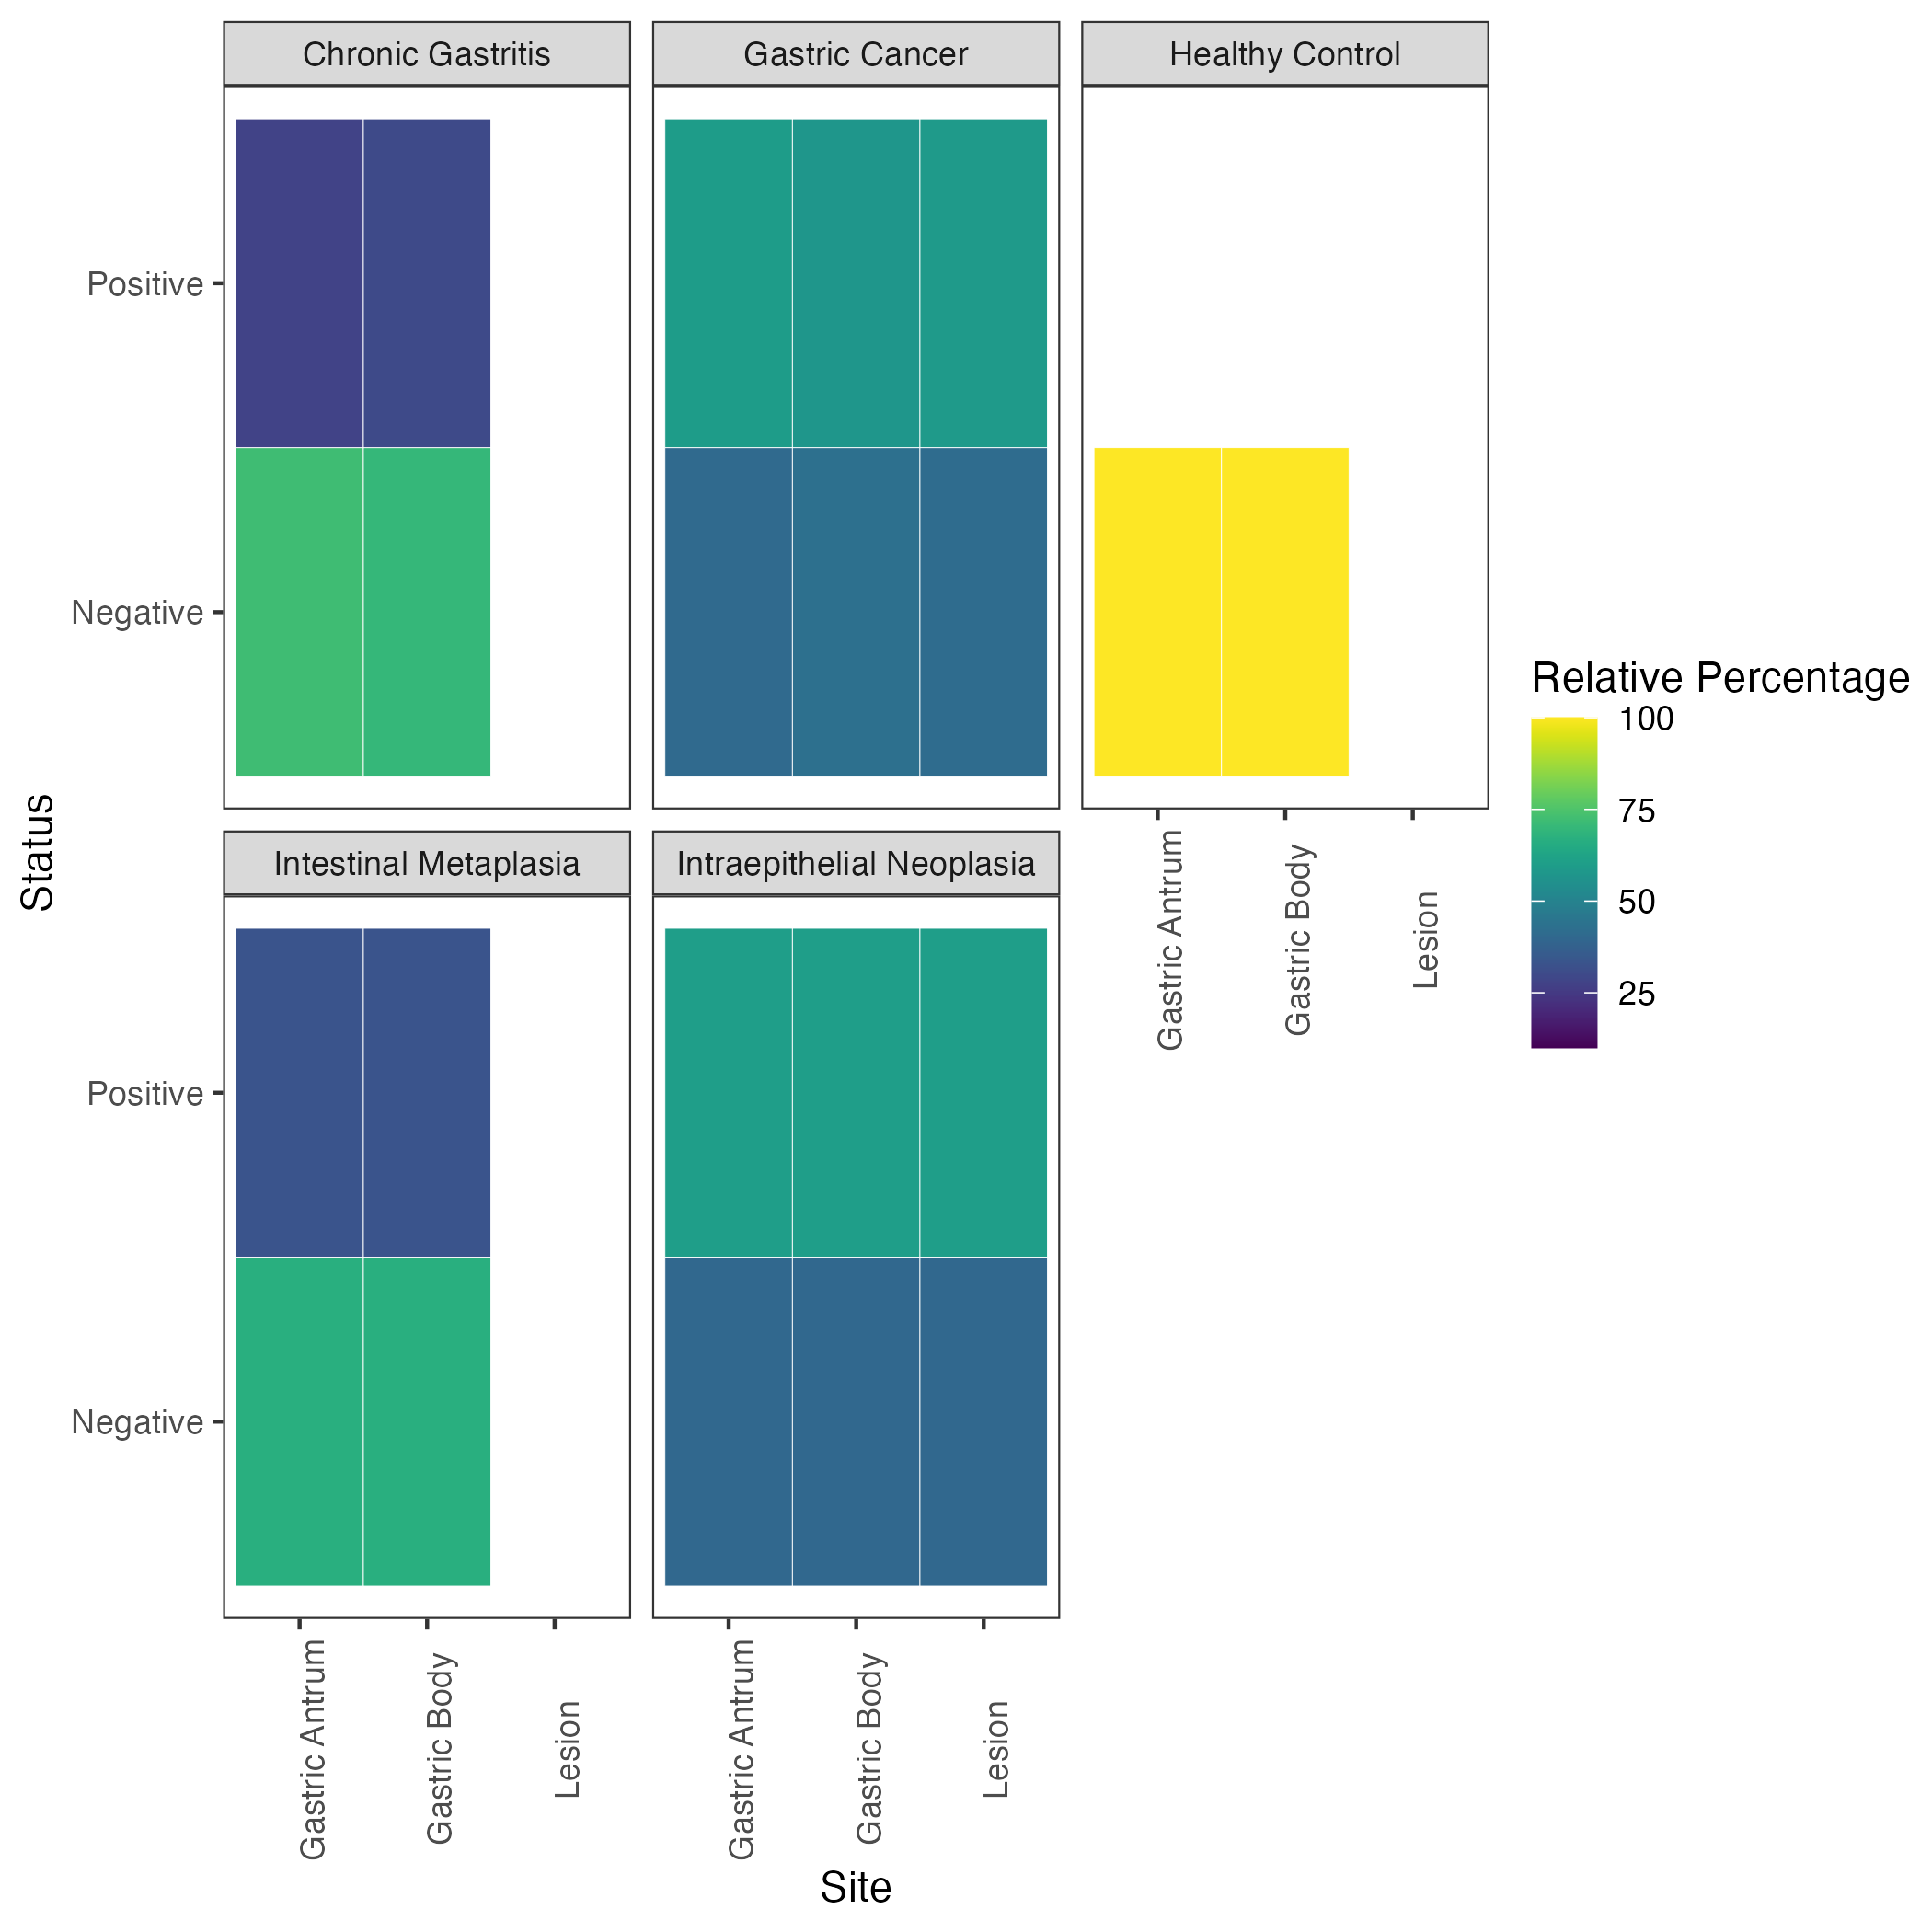 Chronic Gastritis
Gastric Cancer
Healthy Control
Positive
Negative
Gastric Antrum
Gastric Body
Lesion
Relative Percentage
100
75
50
25
Status
Intestinal Metaplasia
Intraepithelial Neoplasia
Positive
Negative
Gastric Antrum
Gastric Body
Lesion
Gastric Antrum
Gastric Body
Lesion
Site